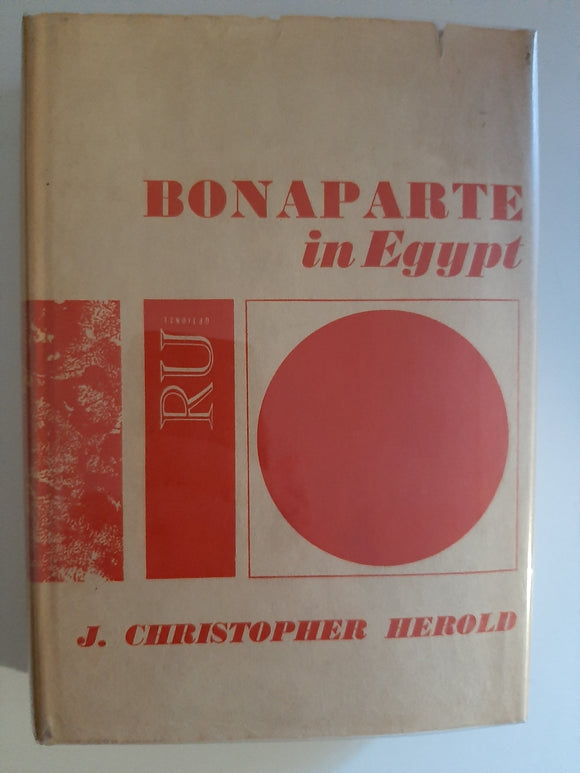 BONAPARTE
in Egypt
RU
J. CHRISTOPHER HEROLD